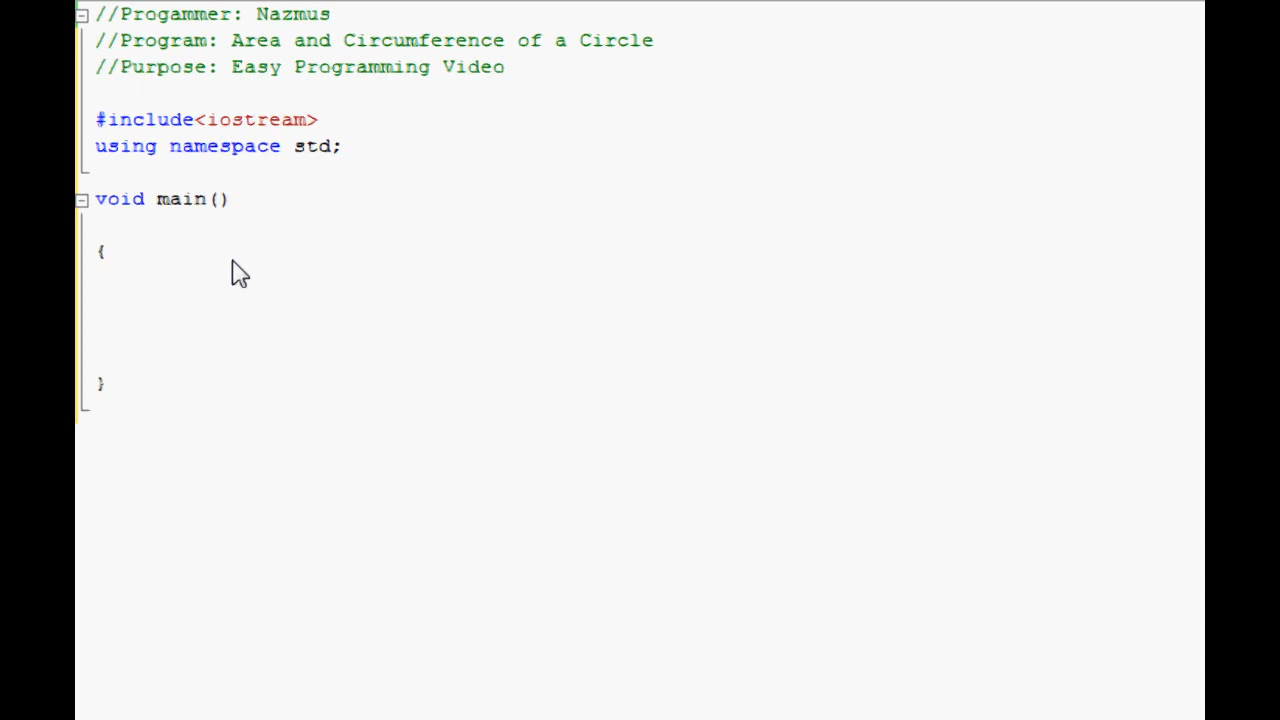 //Progammer: Nazmus
//Program: Area and Circumference of a Circle
//Purpose: Easy Programming Video
#include<iostream>
using namespace std;
void main()
{
}